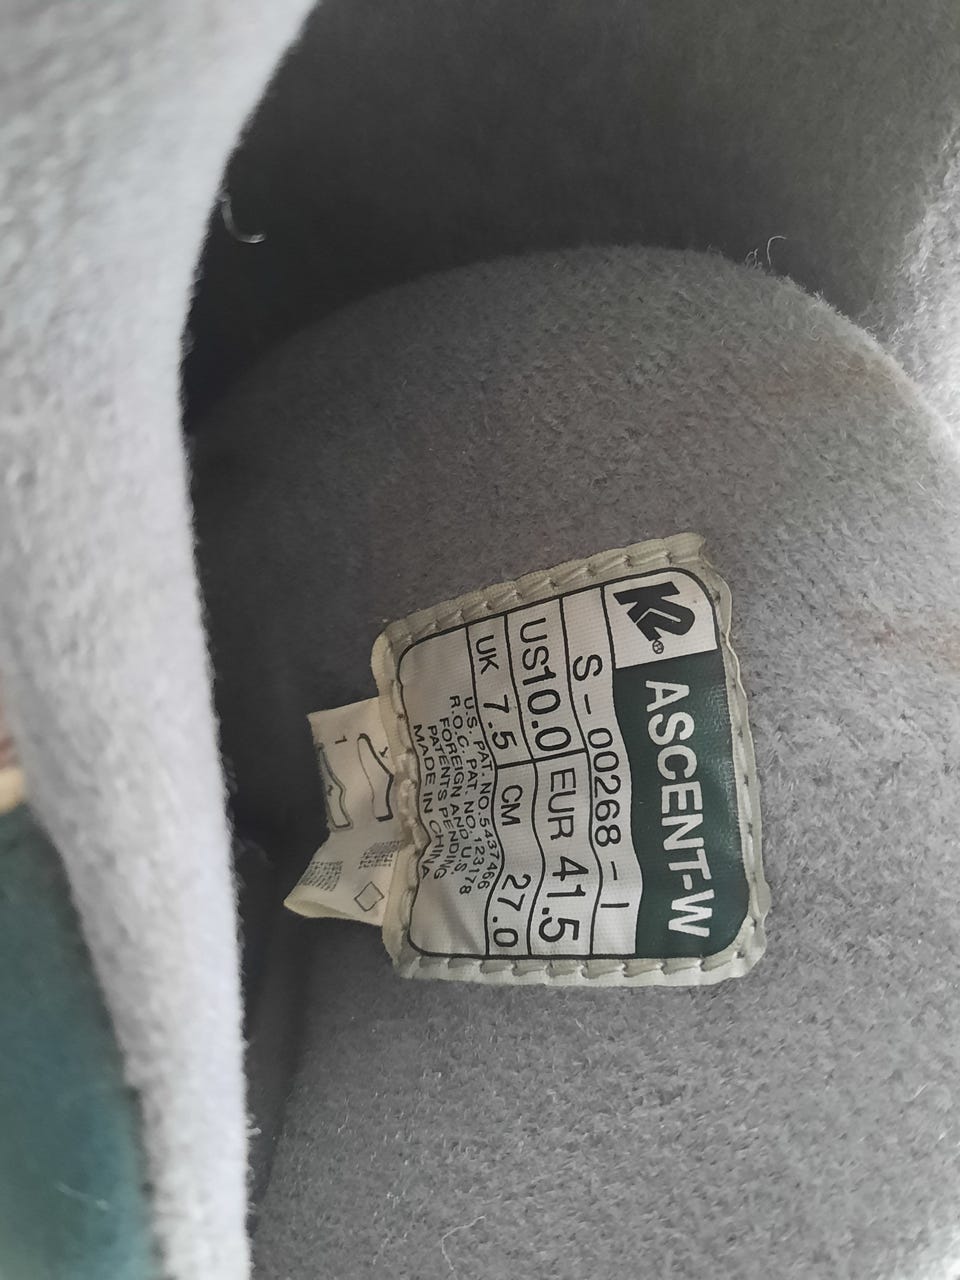 K2®
ASCENT-W
S - 00268 - I
US10.0 EUR 41.5
UK 7.5 CM 27.0
U.S. PAT. NO. 5437466
R.O.C. PAT. NO. 123178
FOREIGN AND U.S
PATENTS PENDING
MADE IN CHINA
1